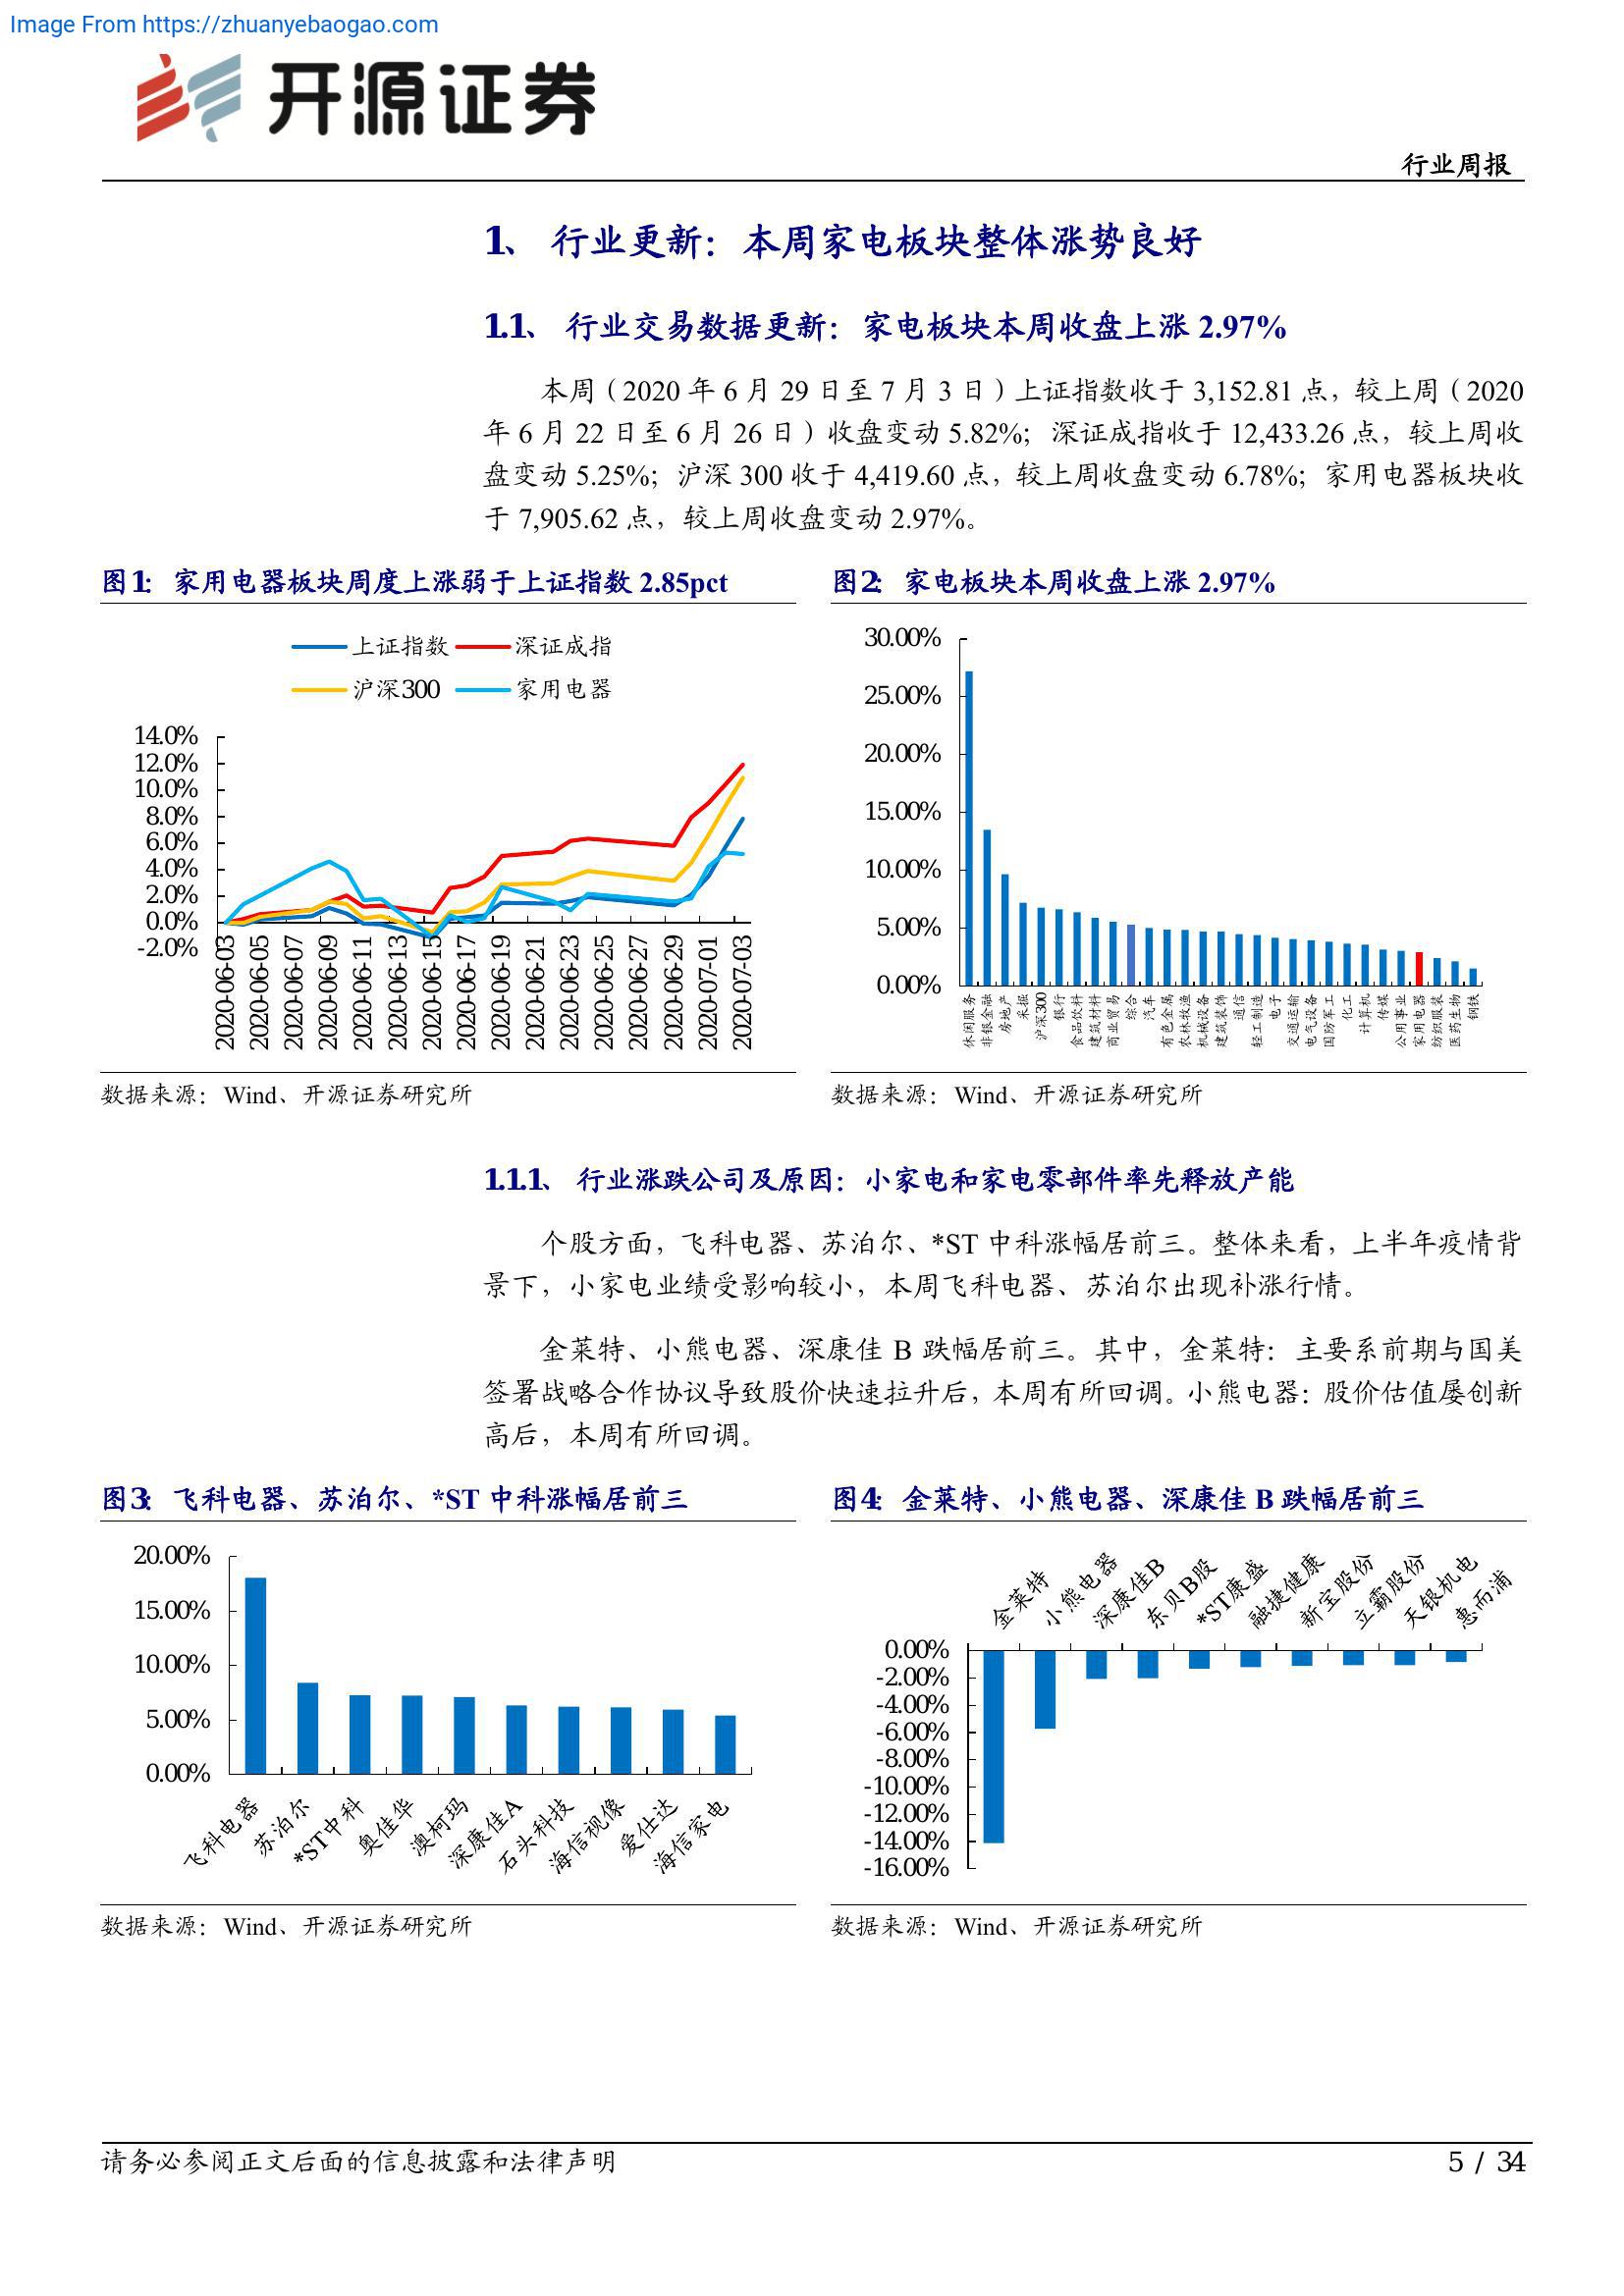 Image From https://zhuanyebaogao.com
开源证券
行业周报
1、 行业更新：本周家电板块整体涨势良好
1.1、 行业交易数据更新：家电板块本周收盘上涨 2.97%
本周（2020 年 6 月 29 日至 7 月 3 日）上证指数收于 3,152.81 点，较上周（2020
年 6 月 22 日至 6 月 26 日）收盘变动 5.82%；深证成指收于 12,433.26 点，较上周收
盘变动 5.25%；沪深 300 收于 4,419.60 点，较上周收盘变动 6.78%；家用电器板块收
于 7,905.62 点，较上周收盘变动 2.97%。
图1：家用电器板块周度上涨弱于上证指数 2.85pct
上证指数 深证成指
沪深300 家用电器
14.0%
12.0%
10.0%
8.0%
6.0%
4.0%
2.0%
0.0%
-2.0%
2020-06-03
2020-06-05
2020-06-07
2020-06-09
2020-06-11
2020-06-13
2020-06-15
2020-06-17
2020-06-19
2020-06-21
2020-06-23
2020-06-25
2020-06-27
2020-06-29
2020-07-01
2020-07-03
数据来源：Wind、开源证券研究所
图2：家电板块本周收盘上涨 2.97%
30.00%
25.00%
20.00%
15.00%
10.00%
5.00%
0.00%
休闲服务
非银金融
房地产
采掘
沪深300
银行
食品饮料
建筑材料
商业贸易
综合
汽车
有色金属
农林牧渔
机械设备
建筑装饰
通信
轻工制造
电子
交通运输
电气设备
国防军工
化工
计算机
传媒
公用事业
家用电器
纺织服装
医药生物
钢铁
数据来源：Wind、开源证券研究所
1.1.1、 行业涨跌公司及原因：小家电和家电零部件率先释放产能
个股方面，飞科电器、苏泊尔、*ST 中科涨幅居前三。整体来看，上半年疫情背
景下，小家电业绩受影响较小，本周飞科电器、苏泊尔出现补涨行情。
金莱特、小熊电器、深康佳 B 跌幅居前三。其中，金莱特：主要系前期与国美
签署战略合作协议导致股价快速拉升后，本周有所回调。小熊电器：股价估值屡创新
高后，本周有所回调。
图3：飞科电器、苏泊尔、*ST 中科涨幅居前三
20.00%
15.00%
10.00%
5.00%
0.00%
飞科电器
苏泊尔
*ST中科
奥佳华
澳柯玛
深康佳A
石头科技
海信视像
爱仕达
海信家电
数据来源：Wind、开源证券研究所
图4：金莱特、小熊电器、深康佳 B 跌幅居前三
金莱特
小熊电器
深康佳B
东贝B股
*ST康盛
融捷健康
新宝股份
立霸股份
天银机电
惠而浦
0.00%
-2.00%
-4.00%
-6.00%
-8.00%
-10.00%
-12.00%
-14.00%
-16.00%
数据来源：Wind、开源证券研究所
请务必参阅正文后面的信息披露和法律声明
5 / 34